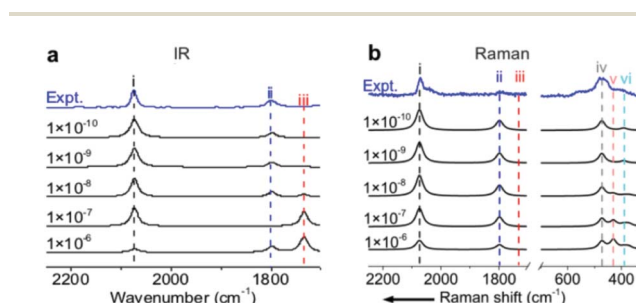 a IR
i ii iii
Expt.
1×10-10
1×10-9
1×10-8
1×10-7
1×10-6
2200 2000 1800
Wavenumber (cm-1)
b Raman
i ii iii iv v vi
Expt.
1×10-10
1×10-9
1×10-8
1×10-7
1×10-6
2200 2000 1800 600 400
Raman shift (cm-1)